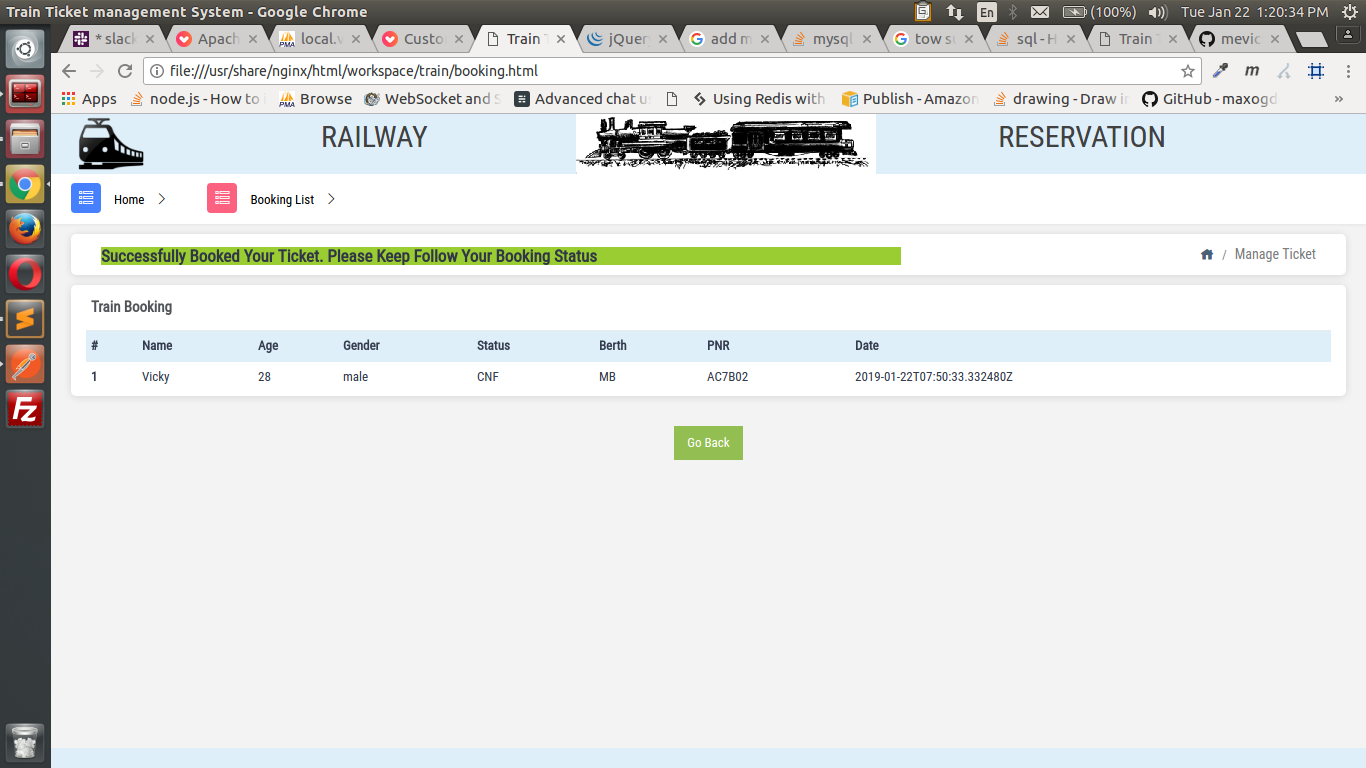 Train Ticket management System - Google Chrome
En (100%) Tue Jan 22 1:20:34 PM
* slack Apach local.v Custo Train T jQuer add m mysql tow su sql - H Train T mevic
file:///usr/share/nginx/html/workspace/train/booking.html
Apps node.js - How to PMA Browse WebSocket and S Advanced chat u Using Redis with Publish - Amazon drawing - Draw in GitHub - maxogd »
RAILWAY RESERVATION
Home Booking List
Successfully Booked Your Ticket. Please Keep Follow Your Booking Status
/ Manage Ticket
Train Booking
# Name Age Gender Status Berth PNR Date
1 Vicky 28 male CNF MB AC7B02 2019-01-22T07:50:33.332480Z
Go Back